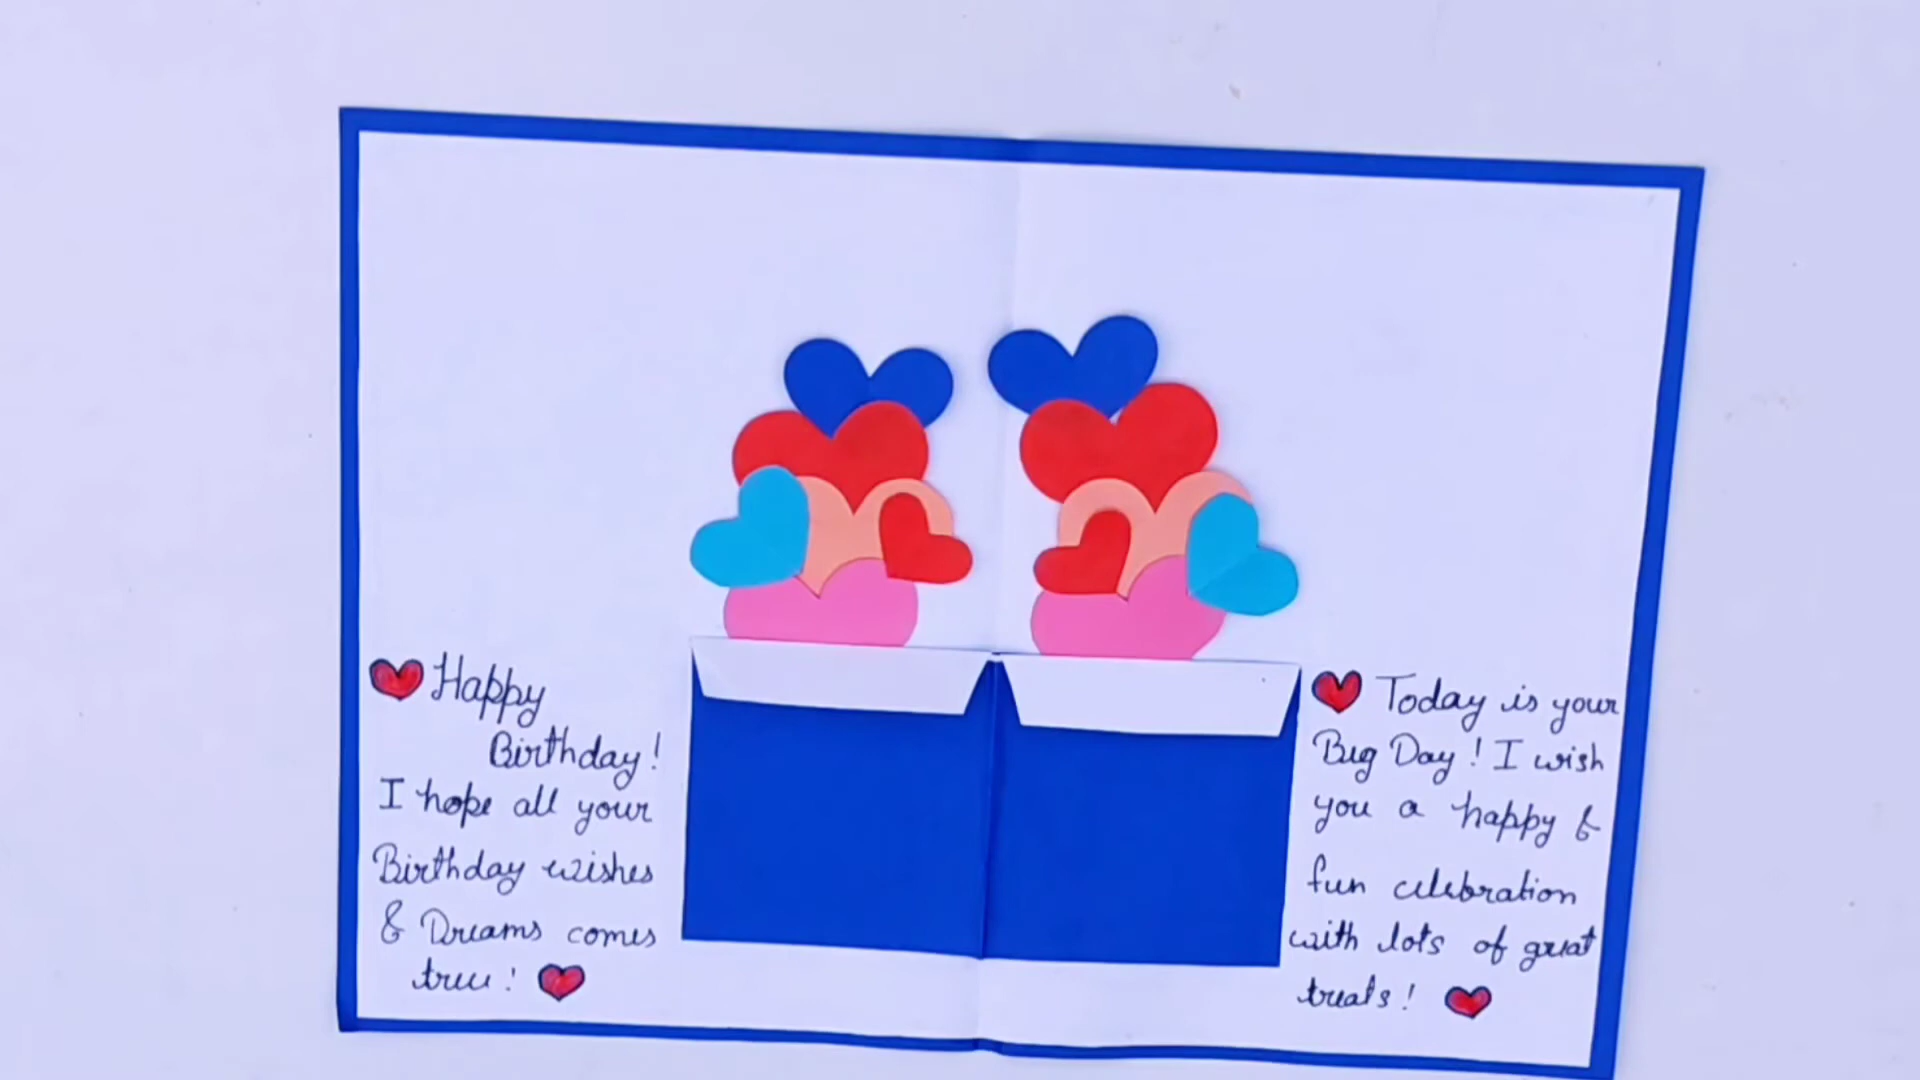 Happy
Birthday!
I hope all your
Birthday wishes
& Dreams comes
true!
Today is your
Bug Day! I wish
you a happy &
fun celebration
with lots of great
treats!